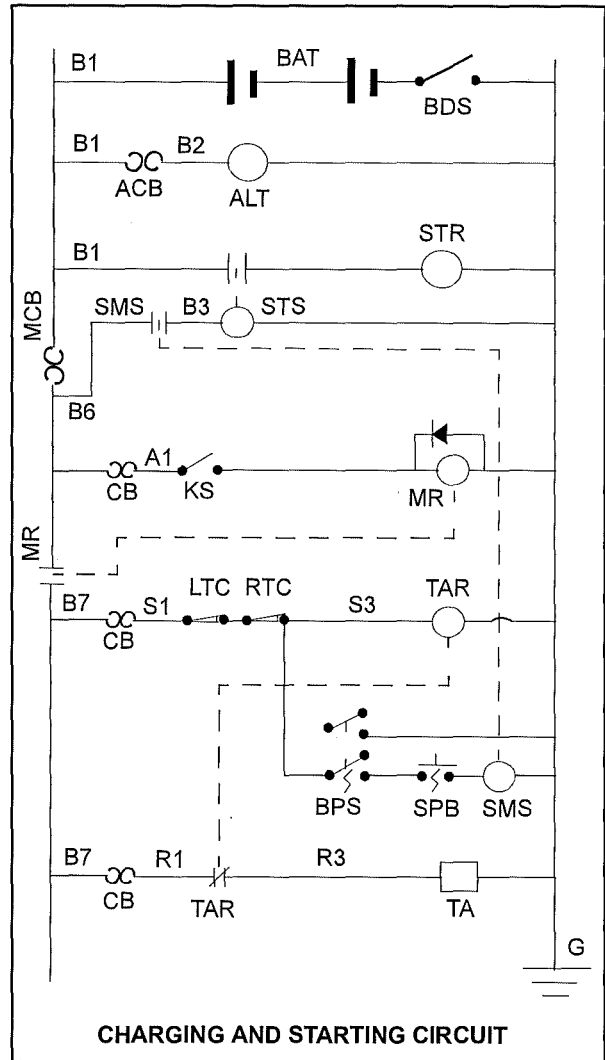 B1 BAT
BDS
B1 B2
ACB ALT
STR
B1
SMS B3 STS
MCB
B6
A1
CB KS MR
MR
LTC RTC TAR
B7 S1 S3
CB
BPS SPB SMS
B7 R1 R3
CB TAR TA
G
CHARGING AND STARTING CIRCUIT